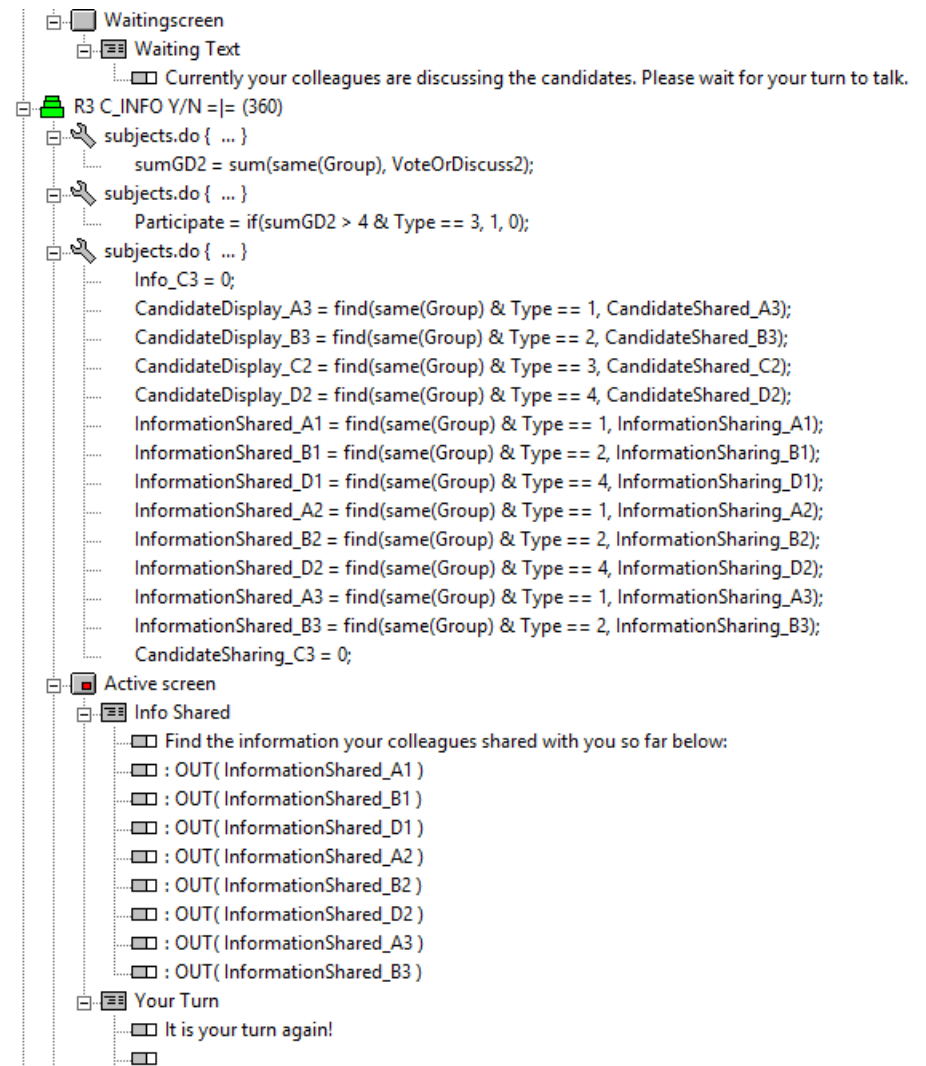 Waitingscreen
Waiting Text
Currently your colleagues are discussing the candidates. Please wait for your turn to talk.
R3 C_INFO Y/N =|= (360)
subjects.do { ... }
sumGD2 = sum(same(Group), VoteOrDiscuss2);
subjects.do { ... }
Participate = if(sumGD2 > 4 & Type == 3, 1, 0);
subjects.do { ... }
Info_C3 = 0;
CandidateDisplay_A3 = find(same(Group) & Type == 1, CandidateShared_A3);
CandidateDisplay_B3 = find(same(Group) & Type == 2, CandidateShared_B3);
CandidateDisplay_C2 = find(same(Group) & Type == 3, CandidateShared_C2);
CandidateDisplay_D2 = find(same(Group) & Type == 4, CandidateShared_D2);
InformationShared_A1 = find(same(Group) & Type == 1, InformationSharing_A1);
InformationShared_B1 = find(same(Group) & Type == 2, InformationSharing_B1);
InformationShared_D1 = find(same(Group) & Type == 4, InformationSharing_D1);
InformationShared_A2 = find(same(Group) & Type == 1, InformationSharing_A2);
InformationShared_B2 = find(same(Group) & Type == 2, InformationSharing_B2);
InformationShared_D2 = find(same(Group) & Type == 4, InformationSharing_D2);
InformationShared_A3 = find(same(Group) & Type == 1, InformationSharing_A3);
InformationShared_B3 = find(same(Group) & Type == 2, InformationSharing_B3);
CandidateSharing_C3 = 0;
Active screen
Info Shared
Find the information your colleagues shared with you so far below:
: OUT( InformationShared_A1 )
: OUT( InformationShared_B1 )
: OUT( InformationShared_D1 )
: OUT( InformationShared_A2 )
: OUT( InformationShared_B2 )
: OUT( InformationShared_D2 )
: OUT( InformationShared_A3 )
: OUT( InformationShared_B3 )
Your Turn
It is your turn again!